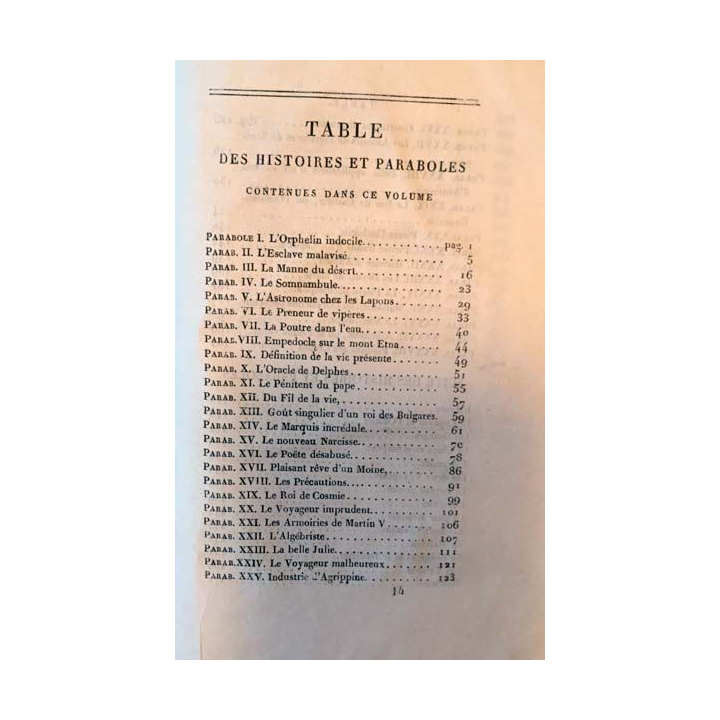 TABLE
DES HISTOIRES ET PARABOLES
CONTENUES DANS CE VOLUME
PARABOLE I. L'Orphelin indocile........... pag. 1
PARAB. II. L'Esclave malavisé............ 5
PARAB. III. La Manne du désert........... 16
PARAB. IV. Le Somnambule............ 23
PARAB. V. L'Astronome chez les Lapons........ 29
PARAB. VI. Le Preneur de vipères.......... 33
PARAB. VII. La Poutre dans l'eau.......... 40
PARAB. VIII. Empedocle sur le mont Etna....... 44
PARAB. IX. Définition de la vie présente....... 49
PARAB. X. L'Oracle de Delphes.......... 51
PARAB. XI. Le Pénitent du pape.......... 55
PARAB. XII. Du Fil de la vie,........... 57
PARAB. XIII. Goût singulier d'un roi des Bulgares. 59
PARAB. XIV. Le Marquis incrédule......... 61
PARAB. XV. Le nouveau Narcisse.......... 70
PARAB. XVI. Le Poëte désabusé.......... 78
PARAB. XVII. Plaisant rêve d'un Moine,....... 86
PARAB. XVIII. Les Précautions.......... 91
PARAB. XIX. Le Roi de Cosmie........... 99
PARAB. XX. Le Voyageur imprudent......... 101
PARAB. XXI. Les Armoiries de Martin V ...... 106
PARAB. XXII. L'Algébriste............ 107
PARAB. XXIII. La belle Julie............ 111
PARAB. XXIV. Le Voyageur malheureux....... 121
PARAB. XXV. Industrie d'Agrippine......... 123
14